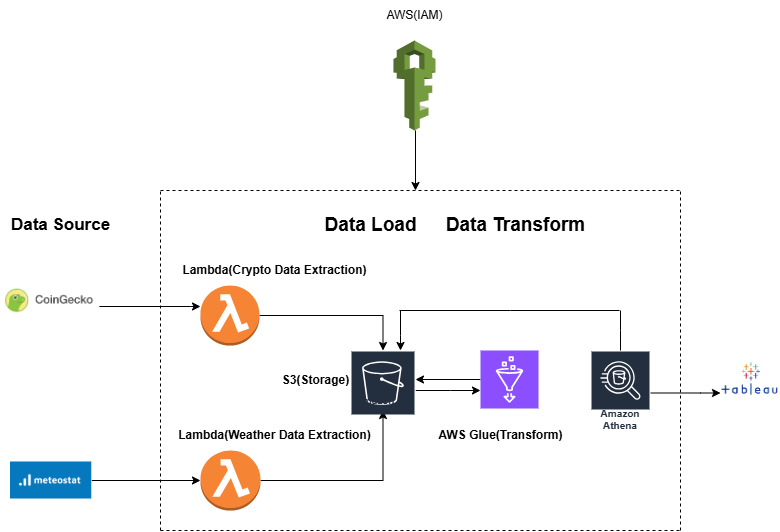 AWS(IAM)
Data Source
Data Load
Data Transform
Lambda(Crypto Data Extraction)
CoinGecko
S3(Storage)
Amazon
Athena
tableau
Lambda(Weather Data Extraction)
AWS Glue(Transform)
meteostat